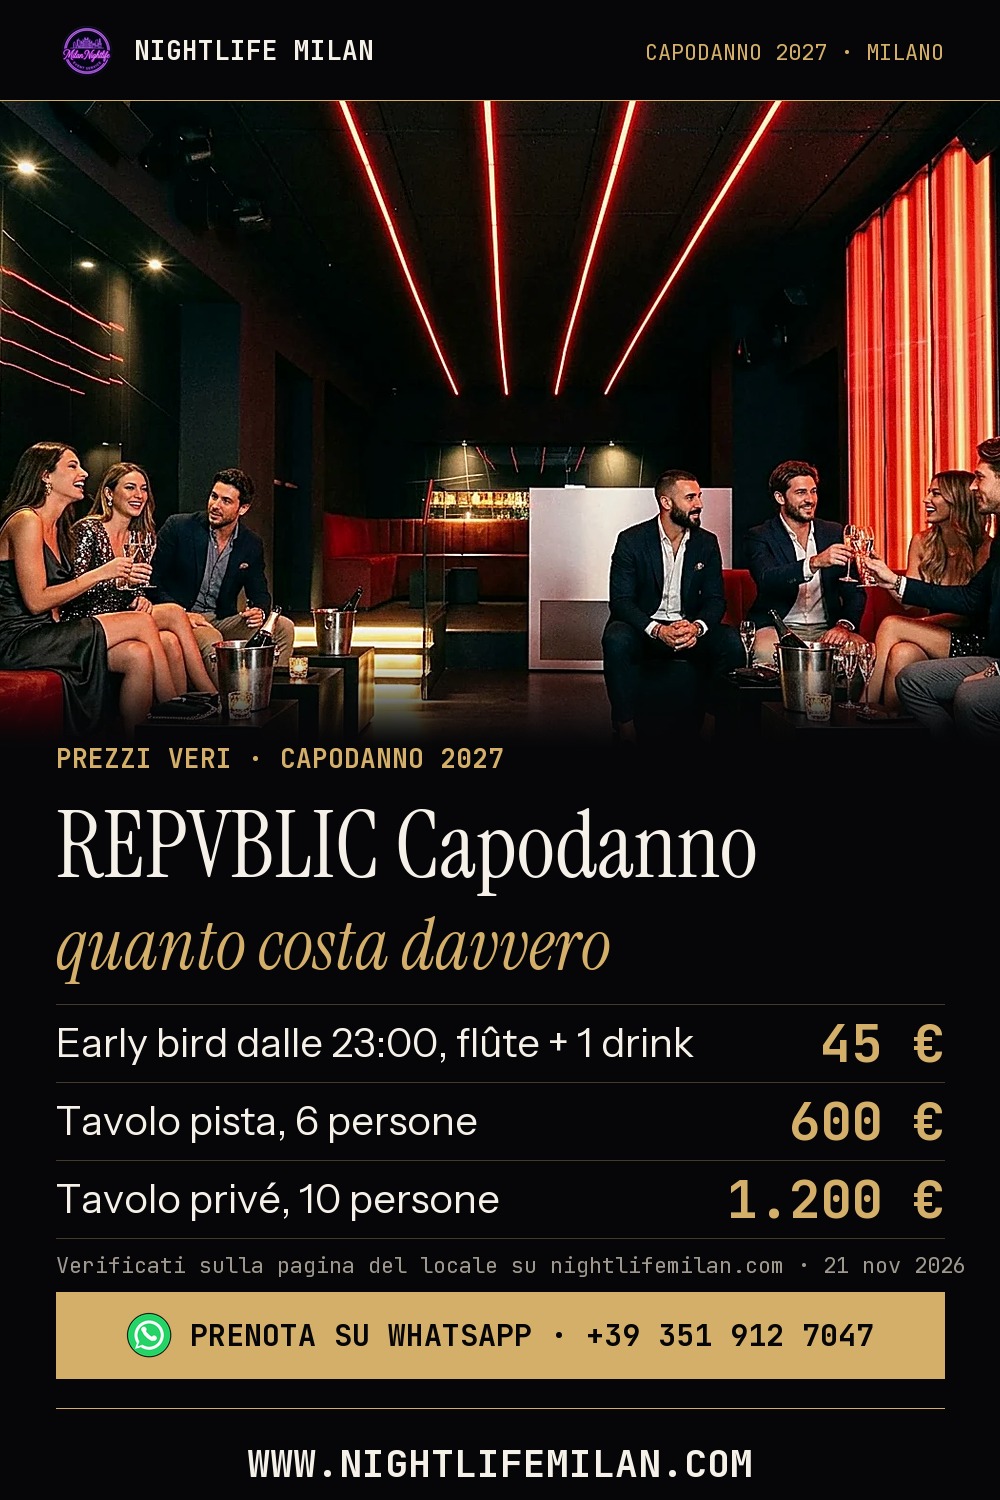 Milan Nightlife
NIGHTLIFE MILAN
CAPODANNO 2027 · MILANO
PREZZI VERI · CAPODANNO 2027
REPVBLIC Capodanno
quanto costa davvero
Early bird dalle 23:00, flûte + 1 drink 45 €
Tavolo pista, 6 persone 600 €
Tavolo privé, 10 persone 1.200 €
Verificati sulla pagina del locale su nightlifemilan.com · 21 nov 2026
PRENOTA SU WHATSAPP · +39 351 912 7047
WWW.NIGHTLIFEMILAN.COM